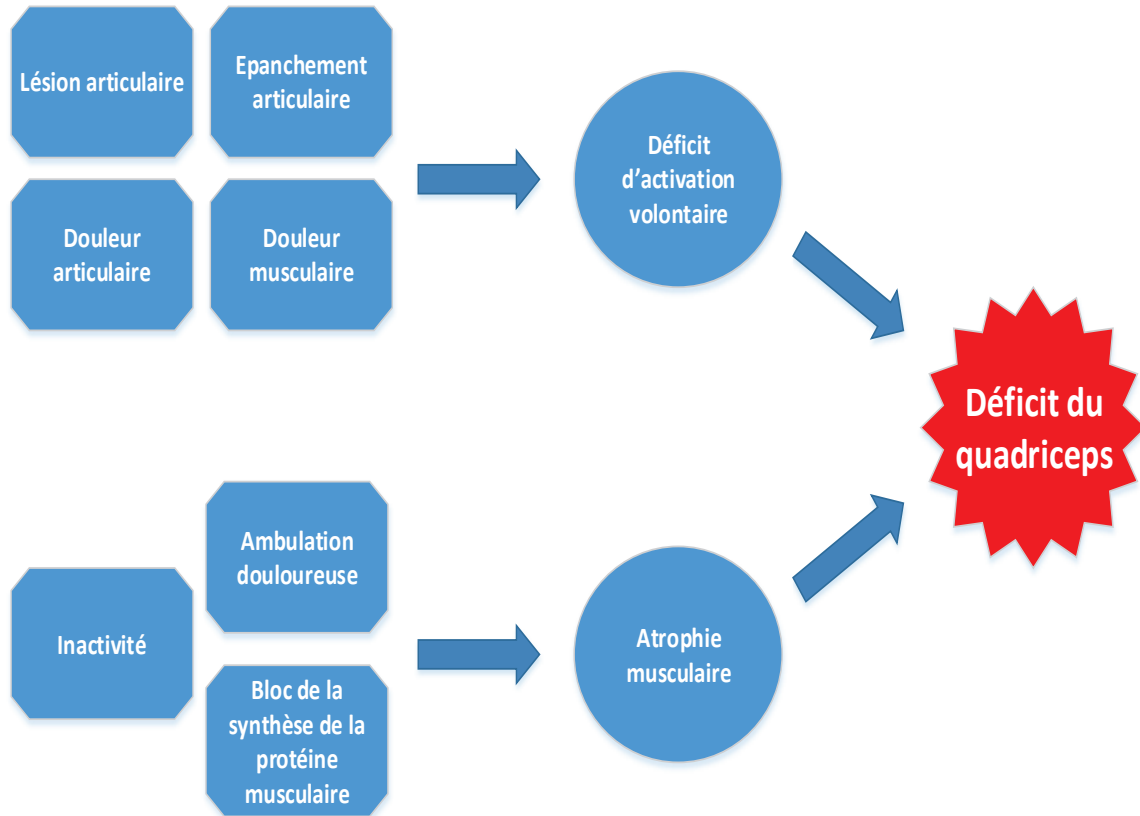 Lésion articulaire
Epanchement
articulaire
Douleur
articulaire
Douleur
musculaire
Déficit
d’activation
volontaire
Déficit du
quadriceps
Inactivité
Ambulation
douloureuse
Bloc de la
synthèse de la
protéine
musculaire
Atrophie
musculaire